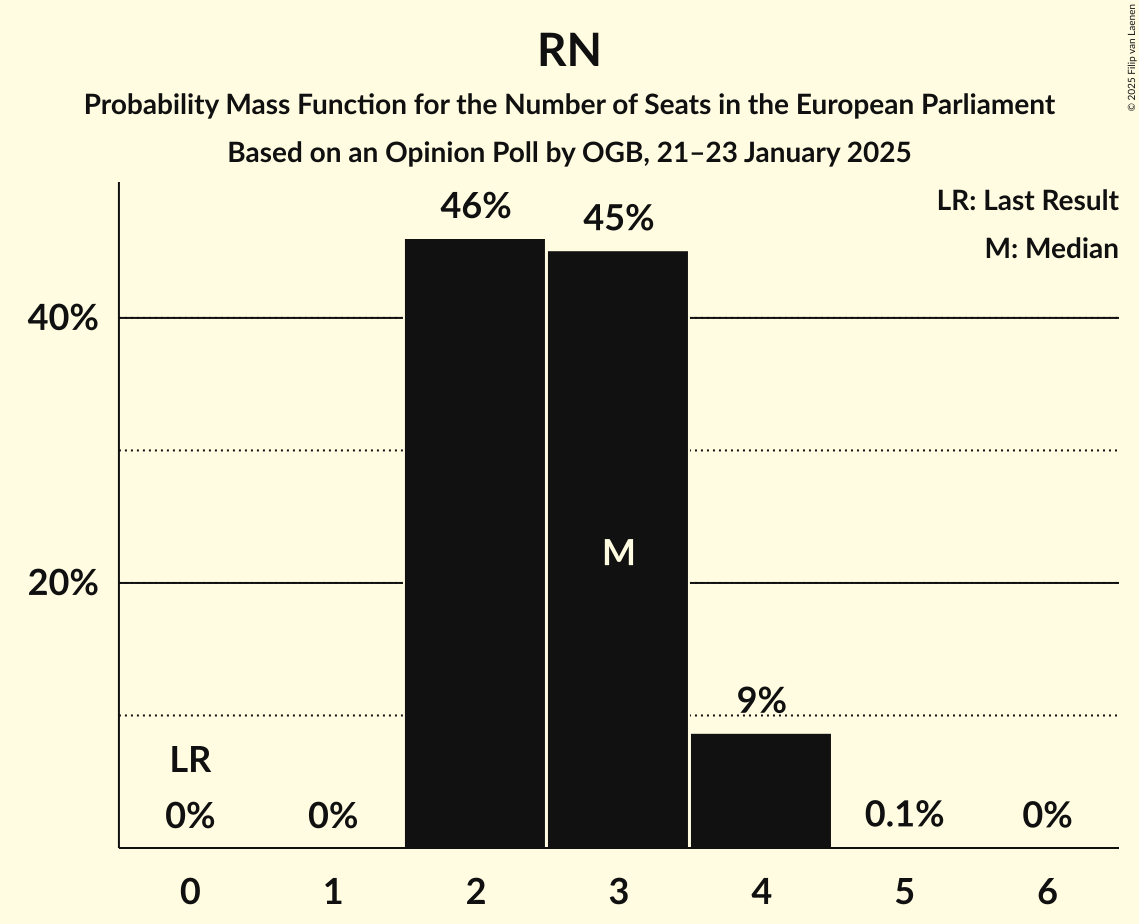 RN
Probability Mass Function for the Number of Seats in the European Parliament
Based on an Opinion Poll by OGB, 21–23 January 2025
© 2025 Filip van Laenen
LR: Last Result
M: Median
46%
45%
40%
M
20%
9%
LR
0%
0%
0.1%
0%
0
1
2
3
4
5
6